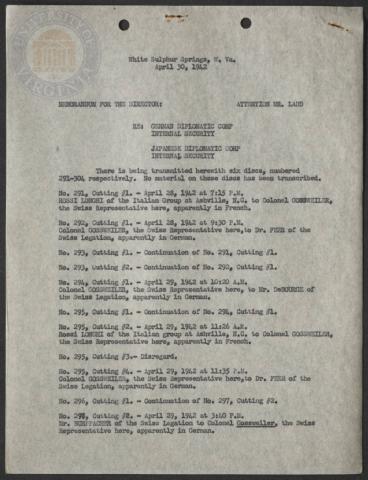 UNIVERSITY OF VIRGINIA
White Sulphur Springs, W. Va.
April 30, 1942
MEMORANDUM FOR THE DIRECTOR: ATTENTION MR. LADD
RE: GERMAN DIPLOMATIC CORP
INTERNAL SECURITY
JAPANESE DIPLOMATIC CORP
INTERNAL SECURITY
There is being transmitted herewith six discs, numbered
291-304 respectively. No material on these discs has been transcribed.
No. 291, Cutting #1. - April 28, 1942 at 7:15 P.M.
ROSSI LONGHI of the Italian Group at Ashville, N.C. to Colonel GOSSWEILER,
the Swiss Representative here, apparently in French.
No. 292, Cutting #1. - April 28, 1942 at 9:30 P.M.
Colonel GOSSWEILER, the Swiss Representative here, to Dr. FEER of the
Swiss Legation, apparently in German.
No. 293, Cutting #1. - Continuation of No. 291, Cutting #1.
No. 293, Cutting #2. - Continuation of No. 292, Cutting #1.
No. 294, Cutting #1. - April 29, 1942 at 10:20 A.M.
Colonel GOSSWEILER, the Swiss Representative here, to Mr. DeBOURGE of
the Swiss Legation, apparently in German.
No. 295, Cutting #1. - Continuation of No. 294, Cutting #1.
No. 295, Cutting #2. - April 29, 1942 at 11:26 A.M.
Rossi LONGHI of the Italian group at Ashville, N.C. to Colonel GOSSWEILER,
the Swiss Representative here, apparently in French.
No. 295, Cutting #3.- Disregard.
No. 295, Cutting #4. - April 29, 1942 at 11:35 P.M.
Colonel GOSSWEILER, the Swiss Representative here,to Dr. FEER of the
Swiss Legation, apparently in German.
No. 296, Cutting #1. - Continuation of No. 297, Cutting #2.
No. 298, Cutting #2. - April 29, 1942 at 3:40 P.M.
Mr. of the Swiss Legation to Colonel Gossweiler, the Swiss
Representative here, apparently in German.